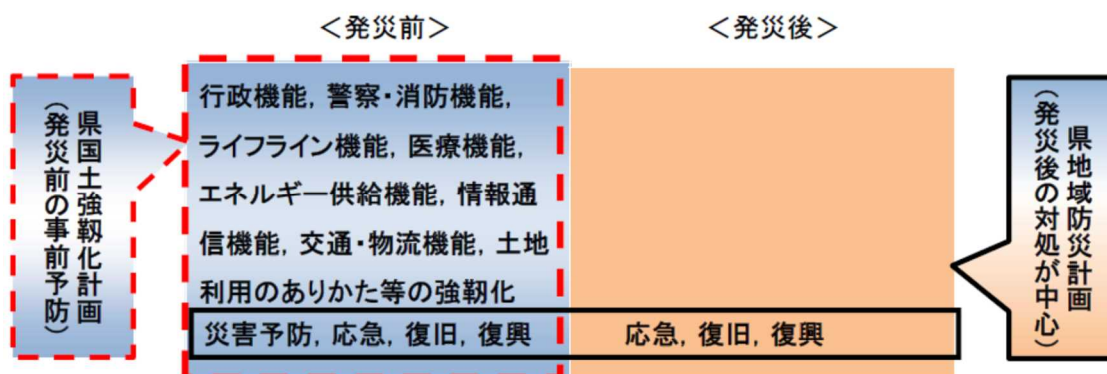 ＜発災前＞
＜発災後＞
県国土強靱化計画
（発災前の事前予防）
行政機能，警察・消防機能，
ライフライン機能，医療機能，
エネルギー供給機能，情報通
信機能，交通・物流機能，土地
利用のありかた等の強靱化
災害予防，応急，復旧，復興
応急，復旧，復興
県地域防災計画
（発災後の対処が中心）